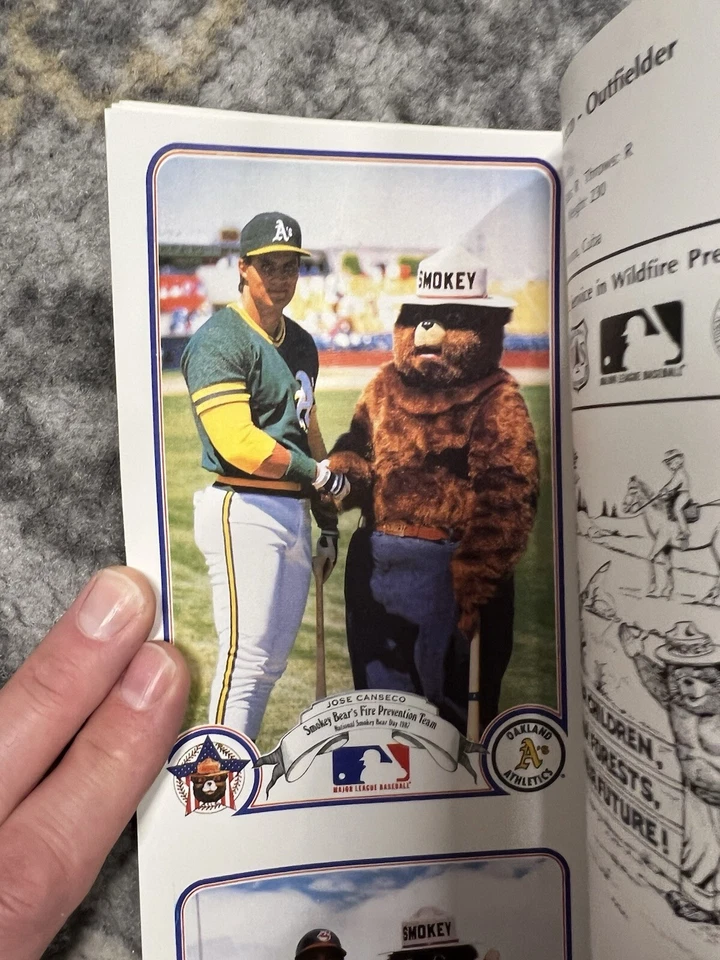 A's
SMOKEY
JOSE CANSECO
Smokey Bear's Fire Prevention Team
National Smokey Bear Day 1987
MAJOR LEAGUE BASEBALL
OAKLAND
A's
ATHLETICS
SMOKEY
- Outfielder
Throws: R
230
Cuba
in Wildfire Pre
MAJOR LEAGUE BASEBALL
CHILDREN,
FORESTS,
FUTURE!